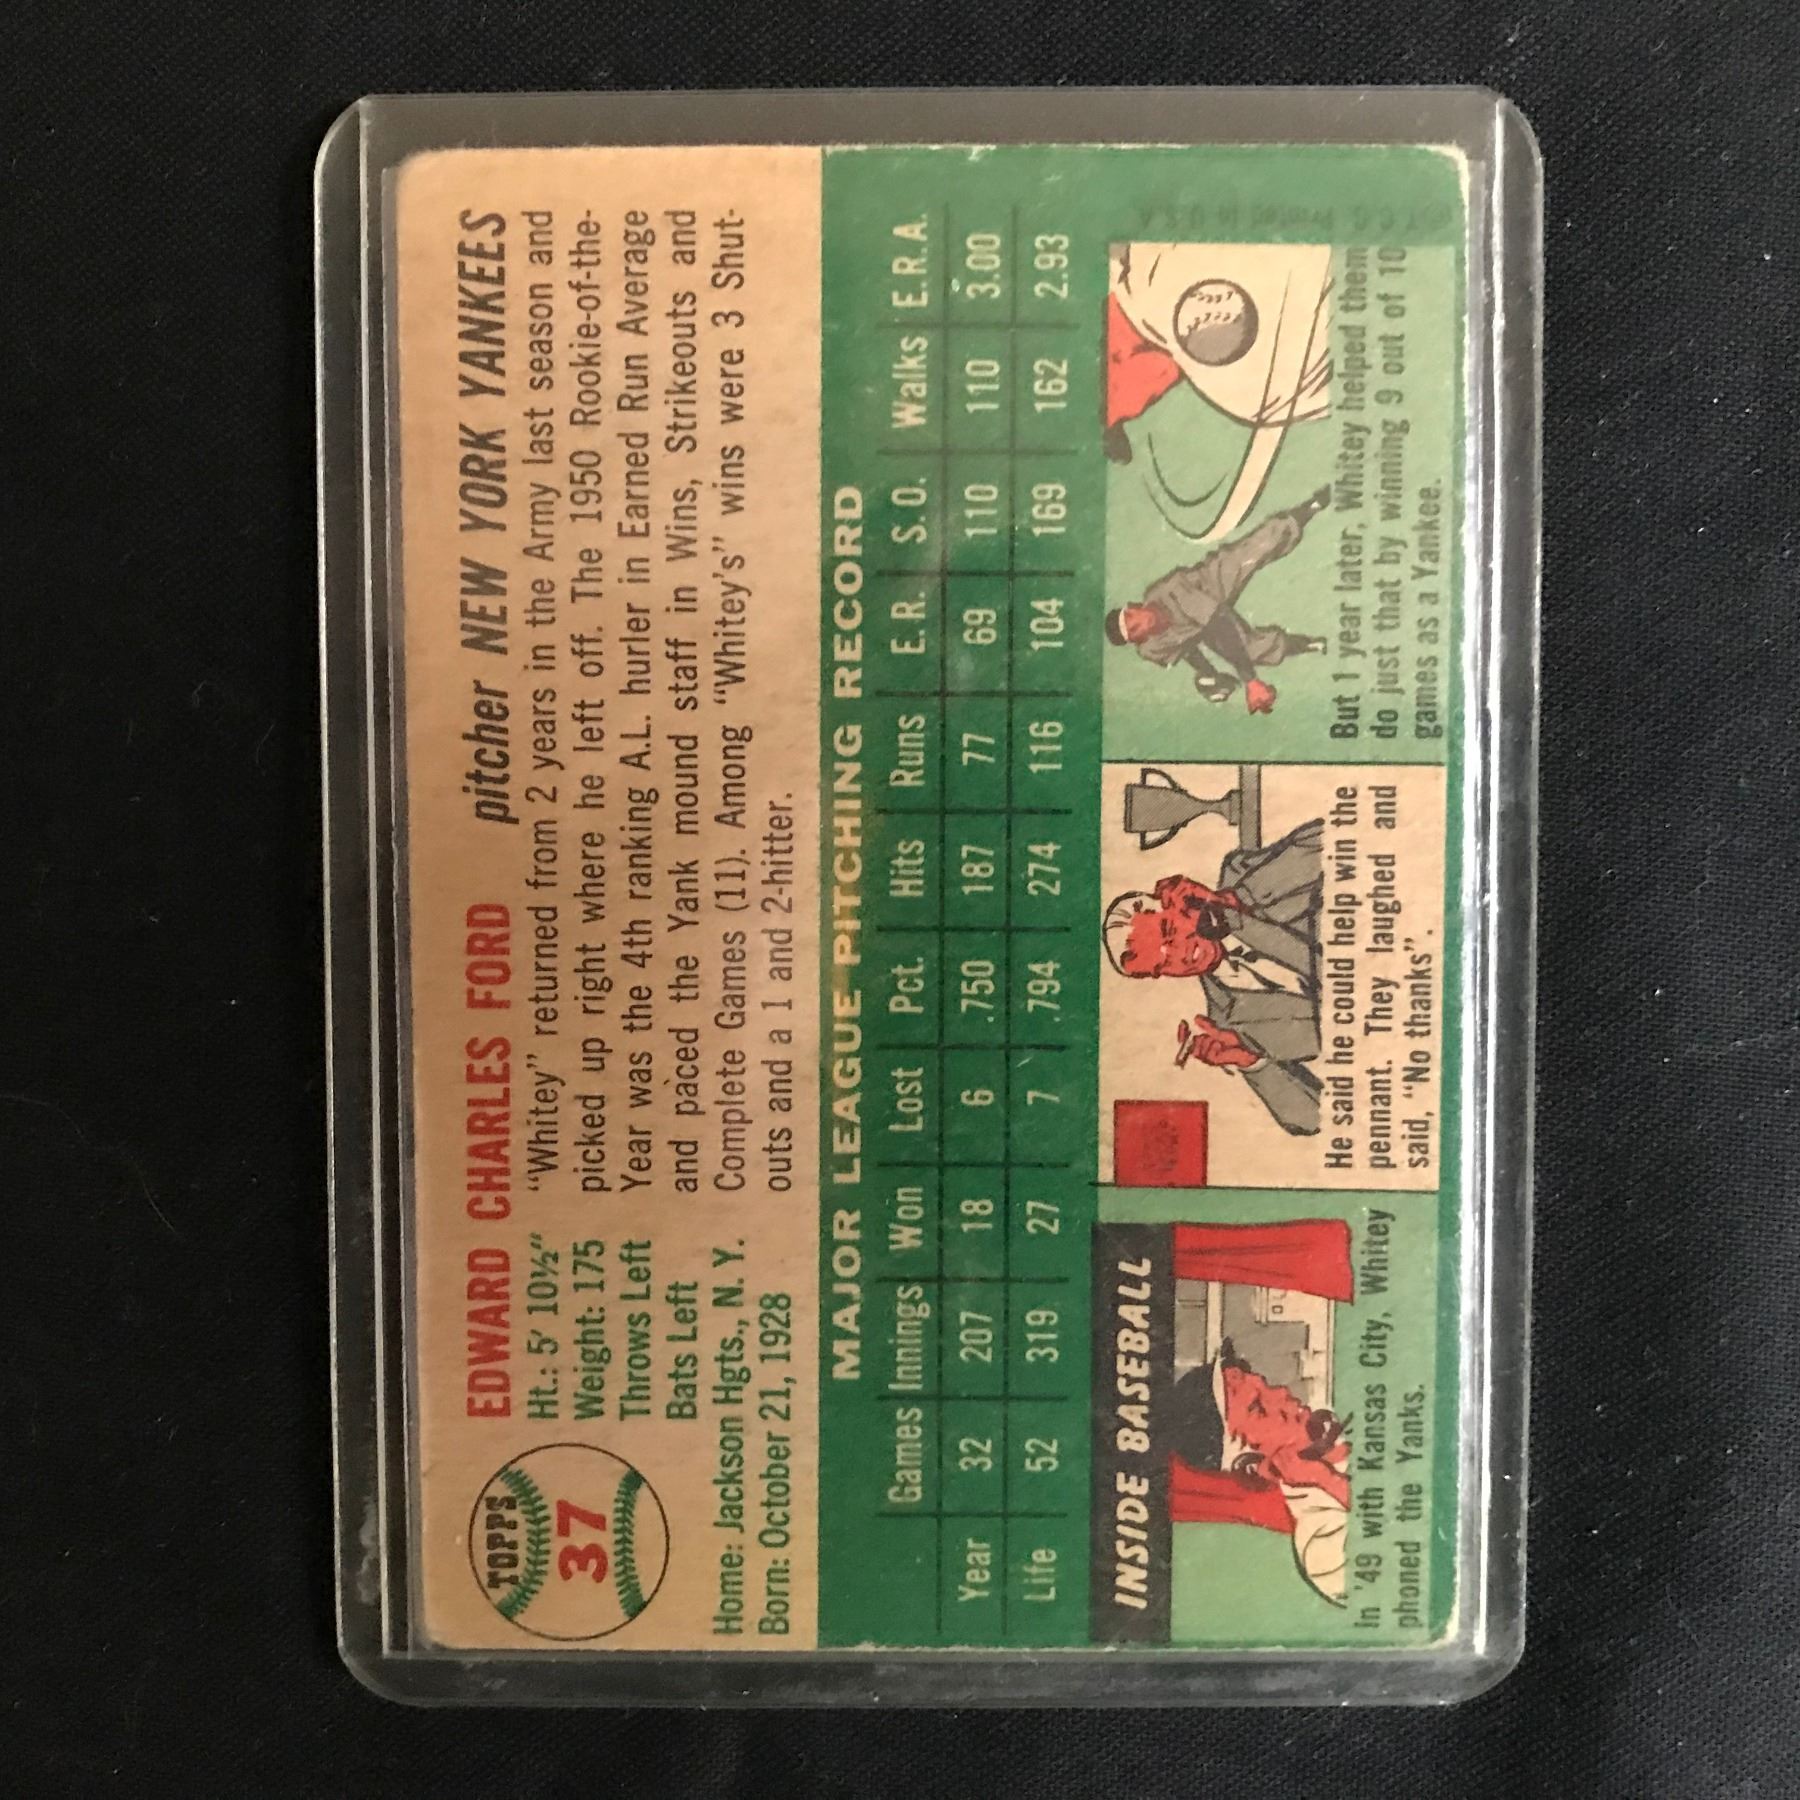 TOPPS
37
EDWARD CHARLES FORD pitcher NEW YORK YANKEES
Ht.: 5' 10½"
Weight: 175
Throws Left
Bats Left
Home: Jackson Hgts., N. Y.
Born: October 21, 1928
"Whitey" returned from 2 years in the Army last season and
picked up right where he left off. The 1950 Rookie-of-the-
Year was the 4th ranking A.L. hurler in Earned Run Average
and paced the Yank mound staff in Wins, Strikeouts and
Complete Games (11). Among "Whitey's" wins were 3 Shut-
outs and a 1 and 2-hitter.
MAJOR LEAGUE PITCHING RECORD
Games Innings Won Lost Pct. Hits Runs E. R. S. O. Walks E. R. A.
Year 32 207 18 6 .750 187 77 69 110 110 3.00
Life 52 319 27 7 .794 274 116 104 169 162 2.93
INSIDE BASEBALL
In '49 with Kansas City, Whitey
phoned the Yanks.
He said he could help win the
pennant. They laughed and
said, "No thanks".
But 1 year later, Whitey helped them
do just that by winning 9 out of 10
games as a Yankee.
Printed in U.S.A.